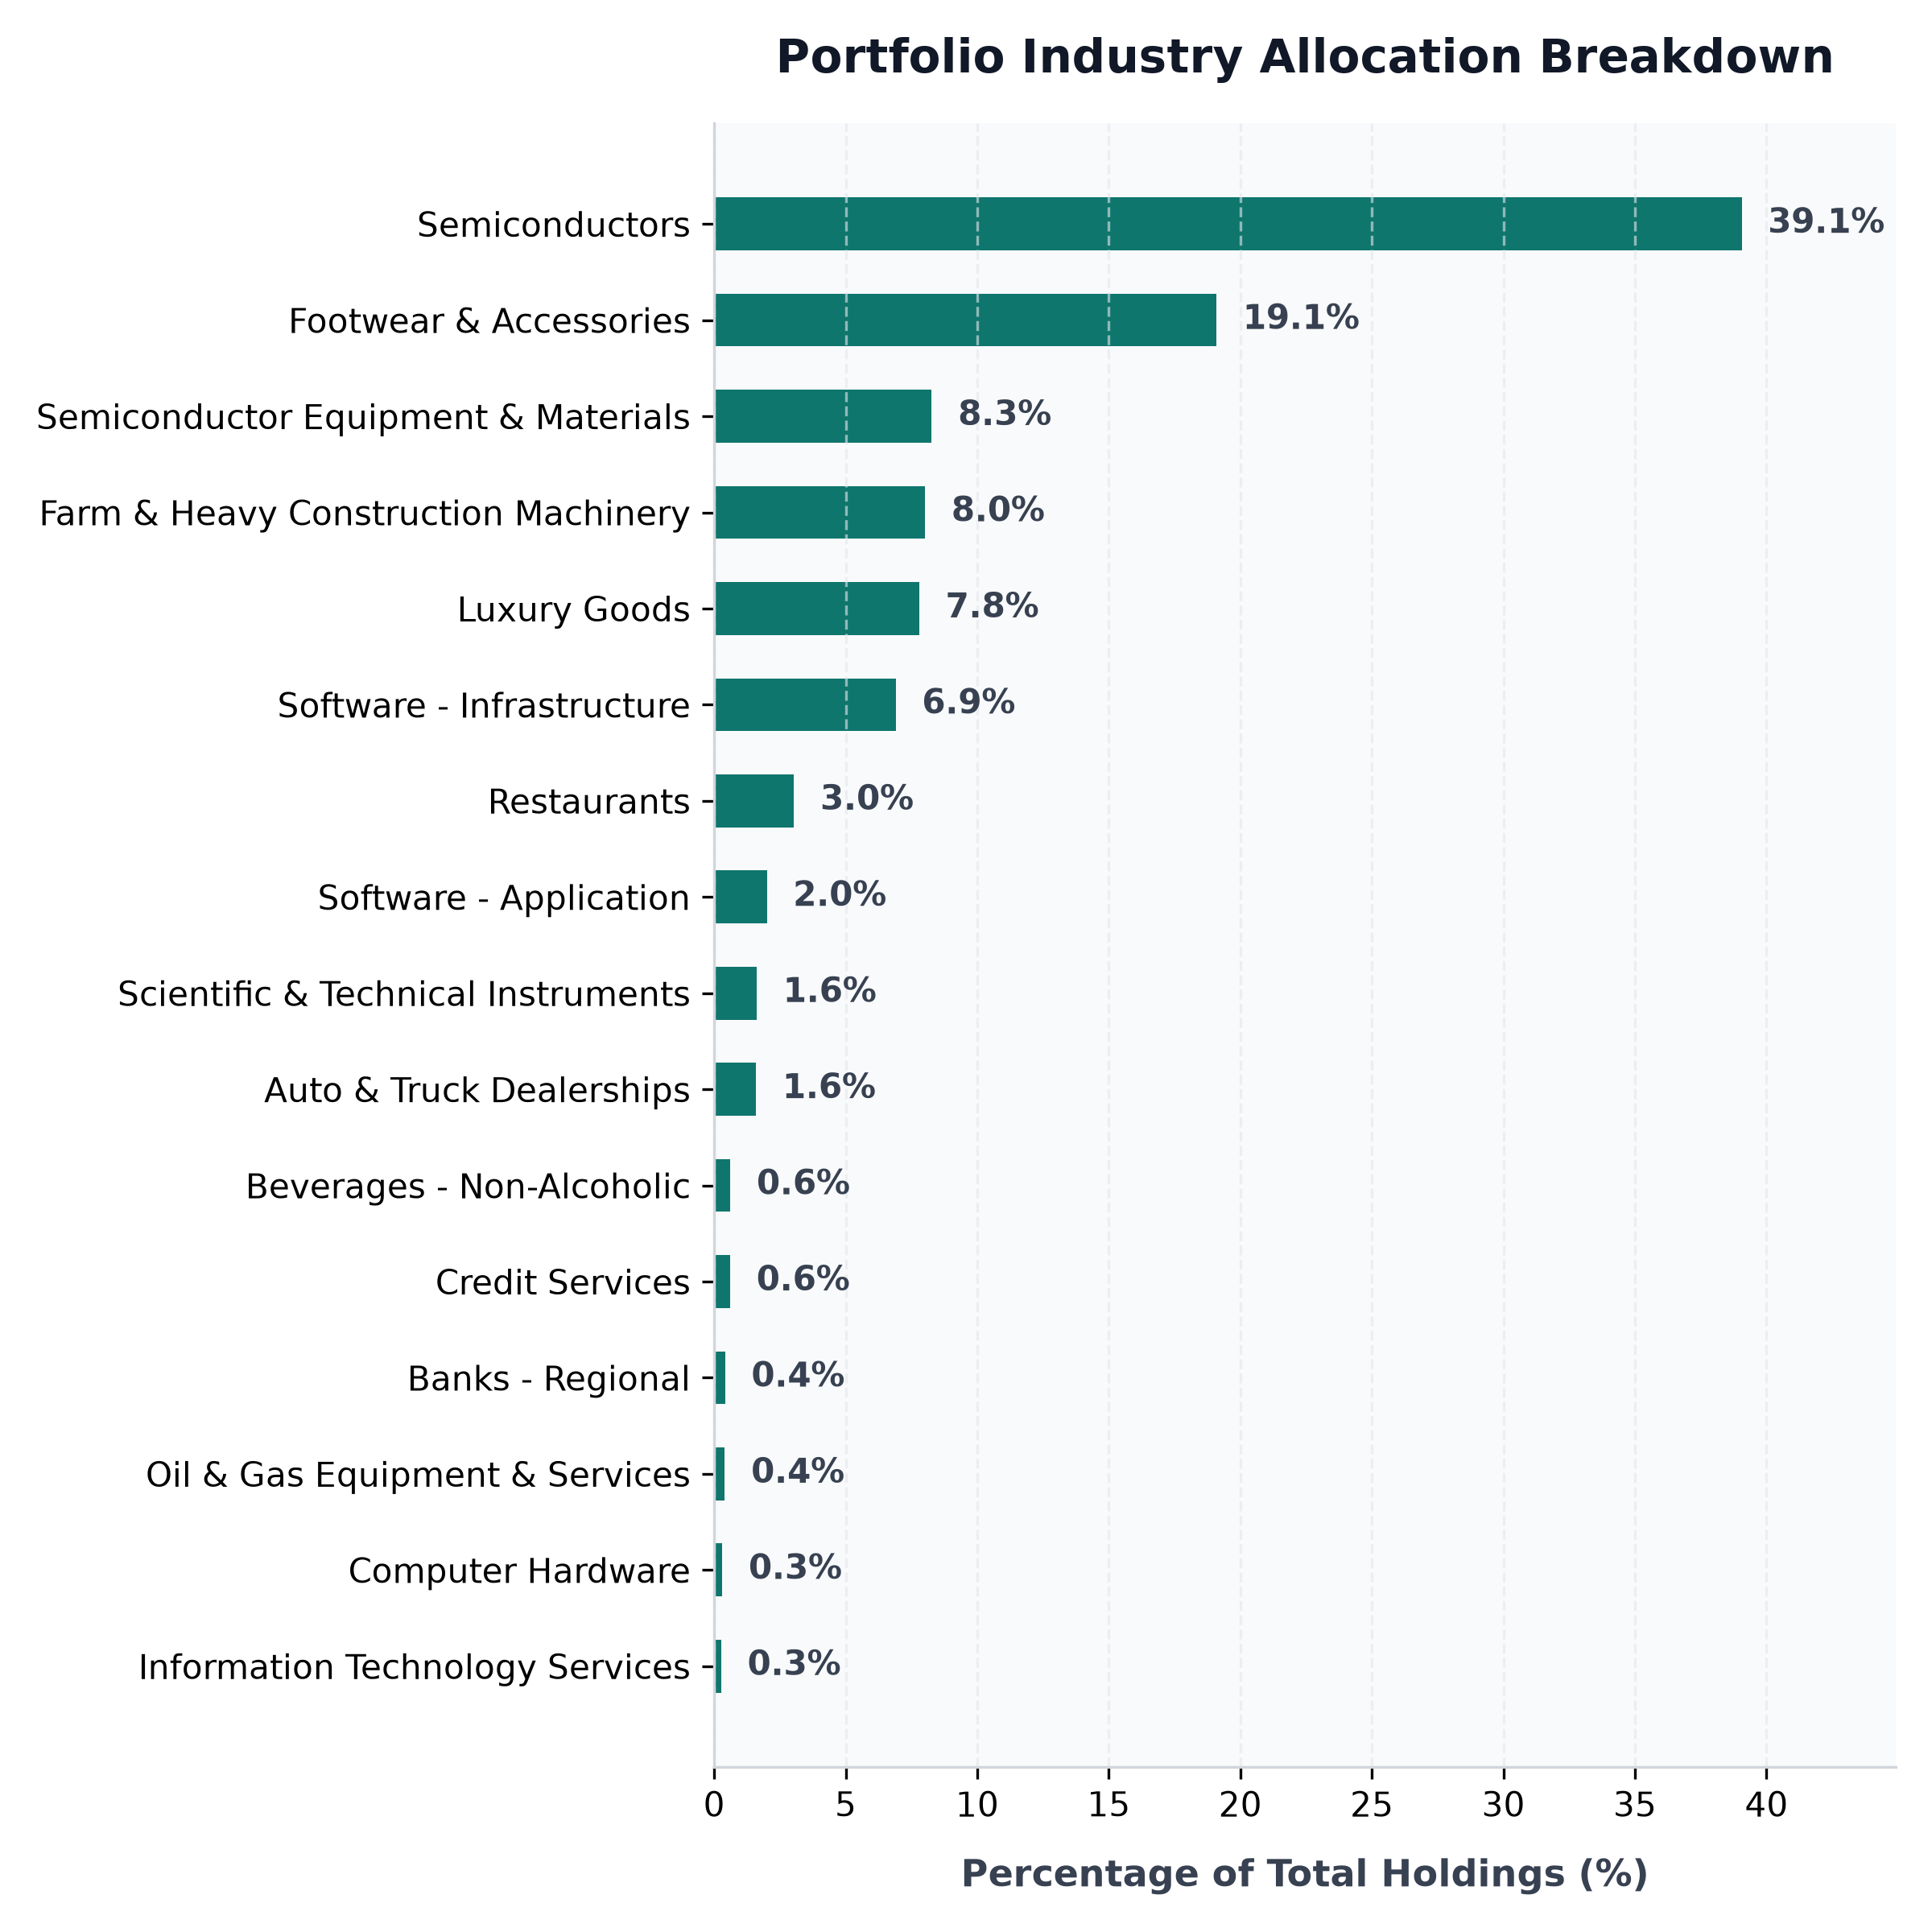 Portfolio Industry Allocation Breakdown
Semiconductors 39.1%
Footwear & Accessories 19.1%
Semiconductor Equipment & Materials 8.3%
Farm & Heavy Construction Machinery 8.0%
Luxury Goods 7.8%
Software - Infrastructure 6.9%
Restaurants 3.0%
Software - Application 2.0%
Scientific & Technical Instruments 1.6%
Auto & Truck Dealerships 1.6%
Beverages - Non-Alcoholic 0.6%
Credit Services 0.6%
Banks - Regional 0.4%
Oil & Gas Equipment & Services 0.4%
Computer Hardware 0.3%
Information Technology Services 0.3%
0 5 10 15 20 25 30 35 40
Percentage of Total Holdings (%)